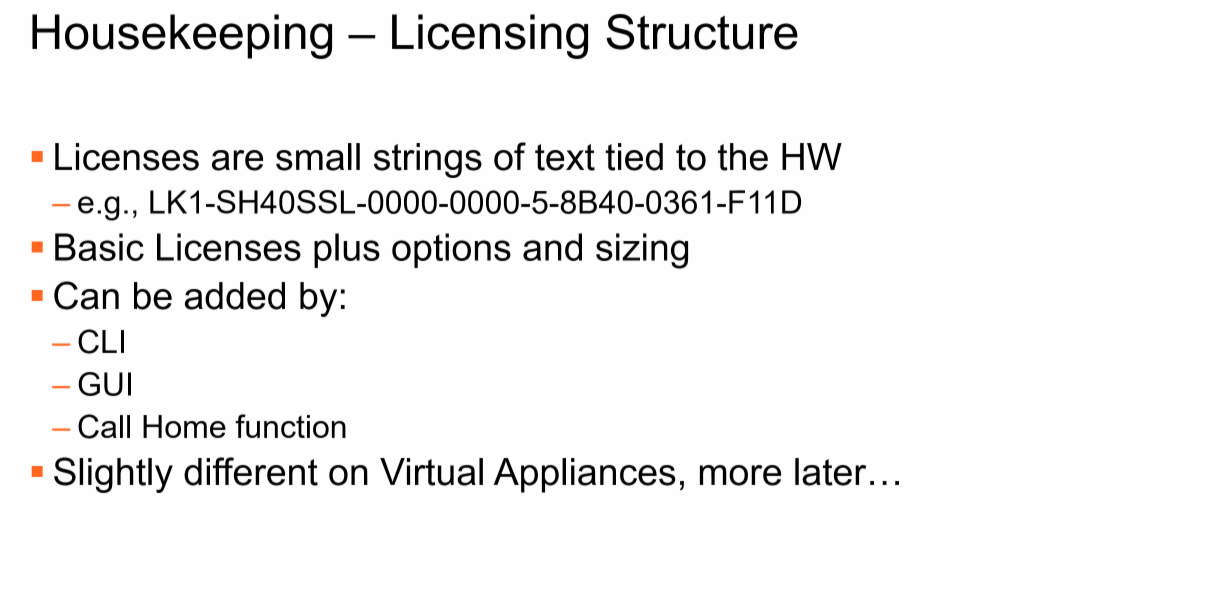 Housekeeping – Licensing Structure
▪ Licenses are small strings of text tied to the HW
– e.g., LK1-SH40SSL-0000-0000-5-8B40-0361-F11D
▪ Basic Licenses plus options and sizing
▪ Can be added by:
– CLI
– GUI
– Call Home function
▪ Slightly different on Virtual Appliances, more later…